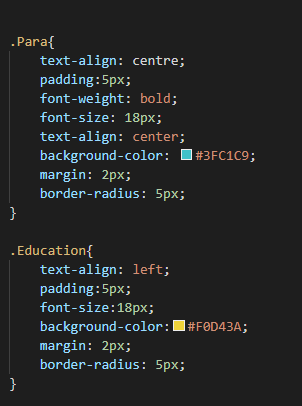 .Para{
text-align: centre;
padding:5px;
font-weight: bold;
font-size: 18px;
text-align: center;
background-color: #3FC1C9;
margin: 2px;
border-radius: 5px;
}
.Education{
text-align: left;
padding:5px;
font-size:18px;
background-color: #F0D43A;
margin: 2px;
border-radius: 5px;
}